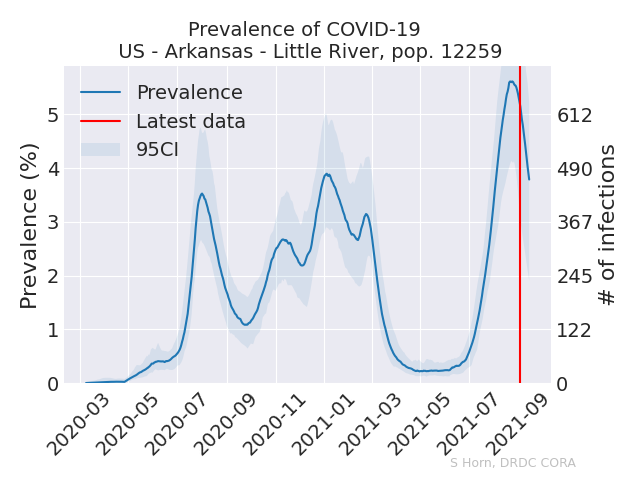 Prevalence of COVID-19
US - Arkansas - Little River, pop. 12259
Prevalence
Latest data
95CI
Prevalence (%)
5
4
3
2
1
0
612
490
367
245
122
0
# of infections
2020-03
2020-05
2020-07
2020-09
2020-11
2021-01
2021-03
2021-05
2021-07
2021-09
S Horn, DRDC CORA